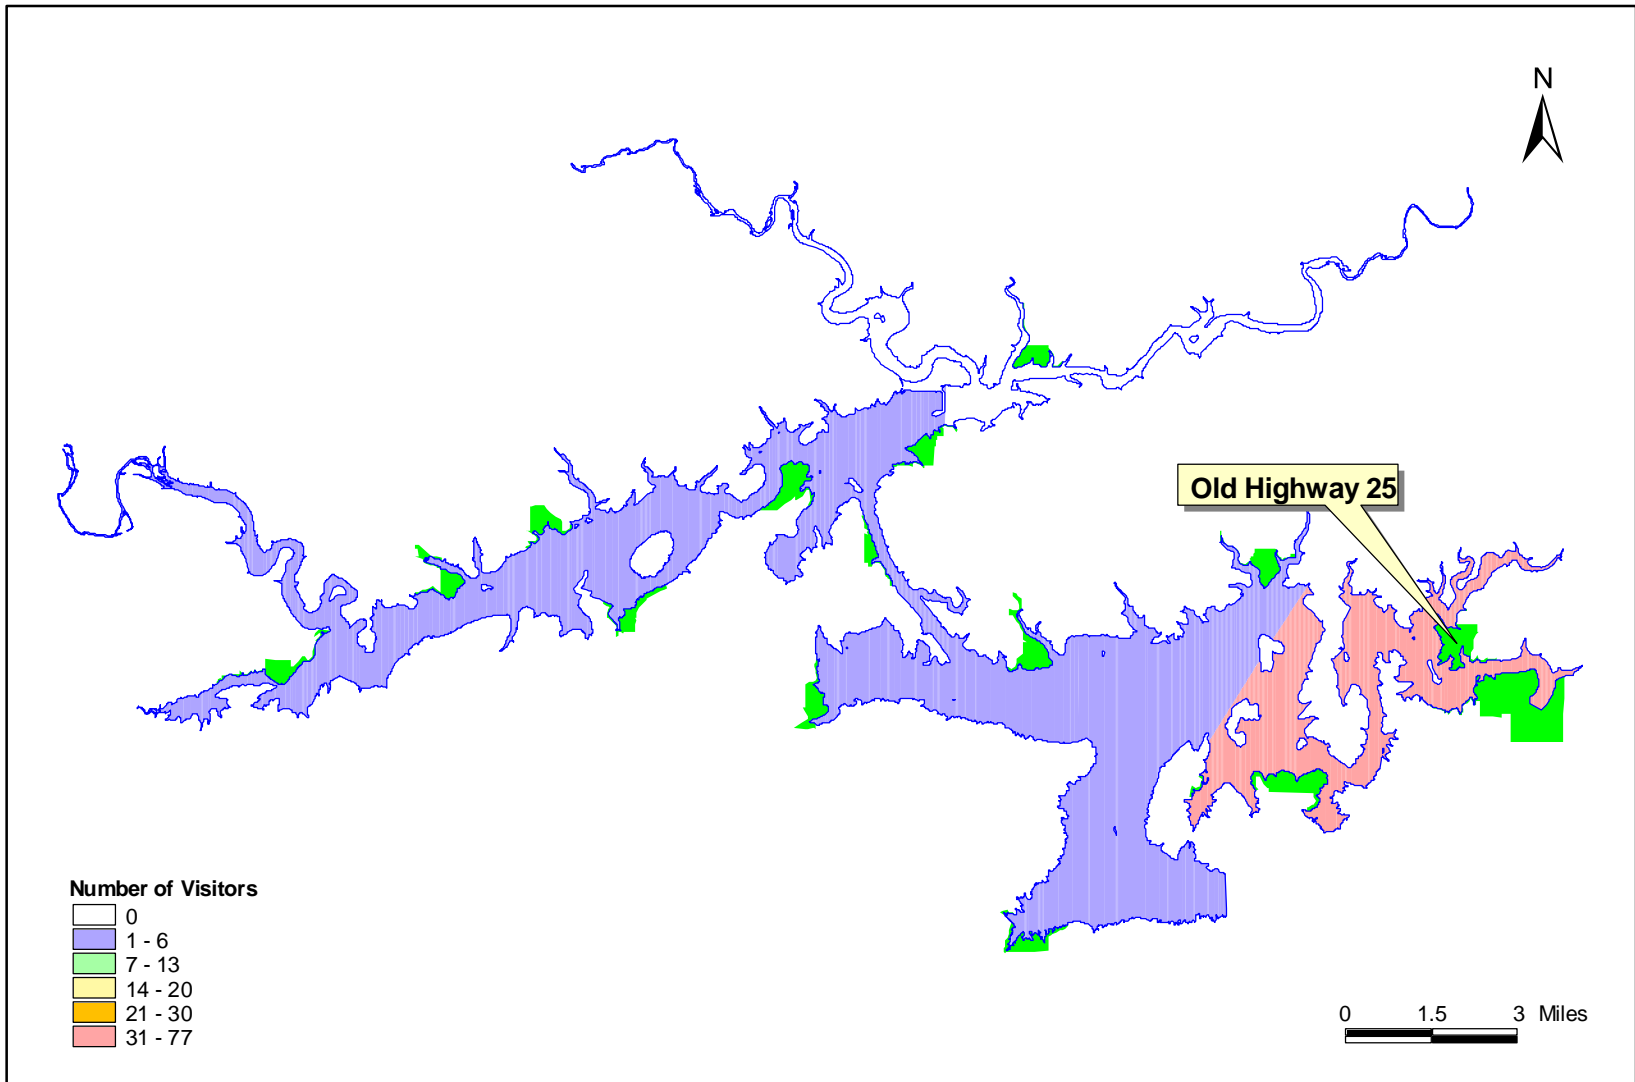 N
Old Highway 25
Number of Visitors
0
1 - 6
7 - 13
14 - 20
21 - 30
31 - 77
0 1.5 3 Miles